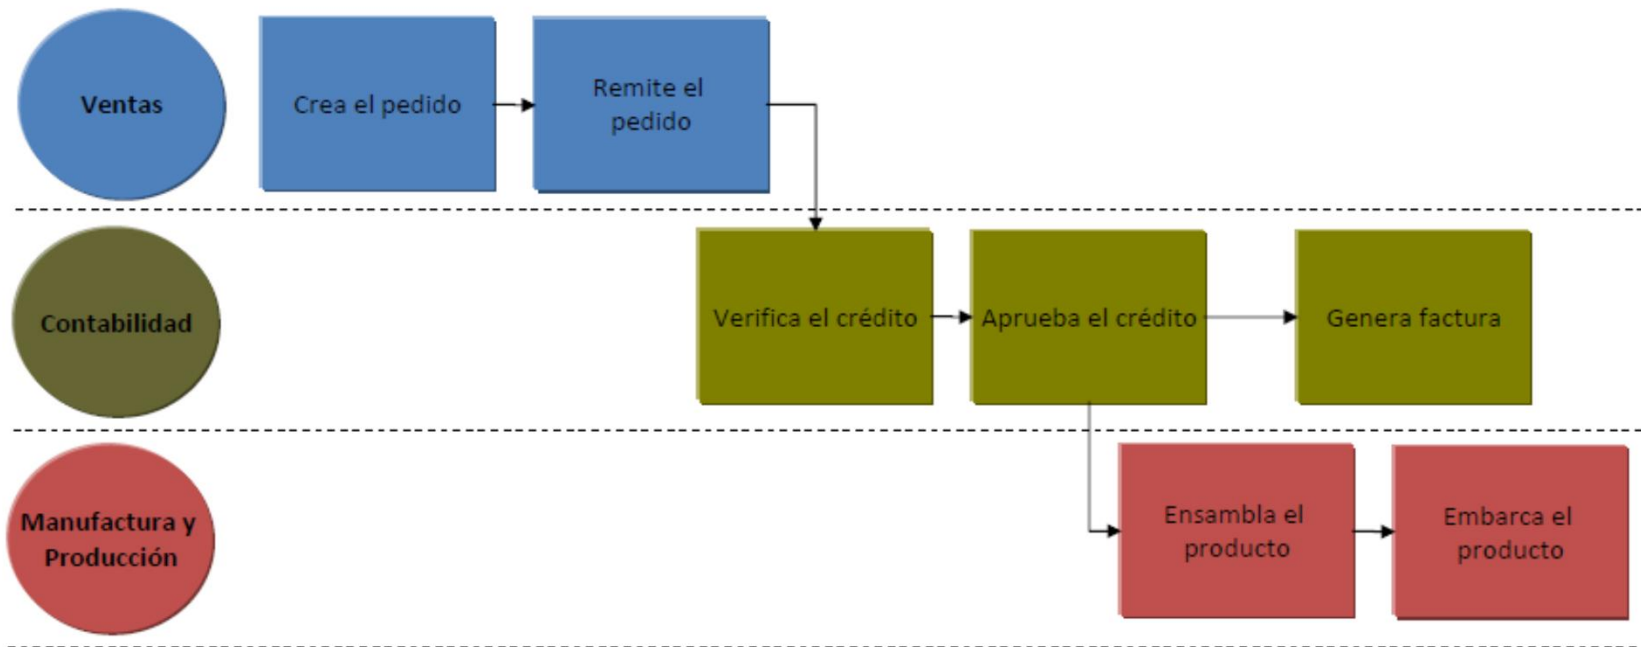 Ventas
Crea el pedido
Remite el
pedido
Contabilidad
Verifica el crédito
Aprueba el crédito
Genera factura
Manufactura y
Producción
Ensambla el
producto
Embarca el
producto